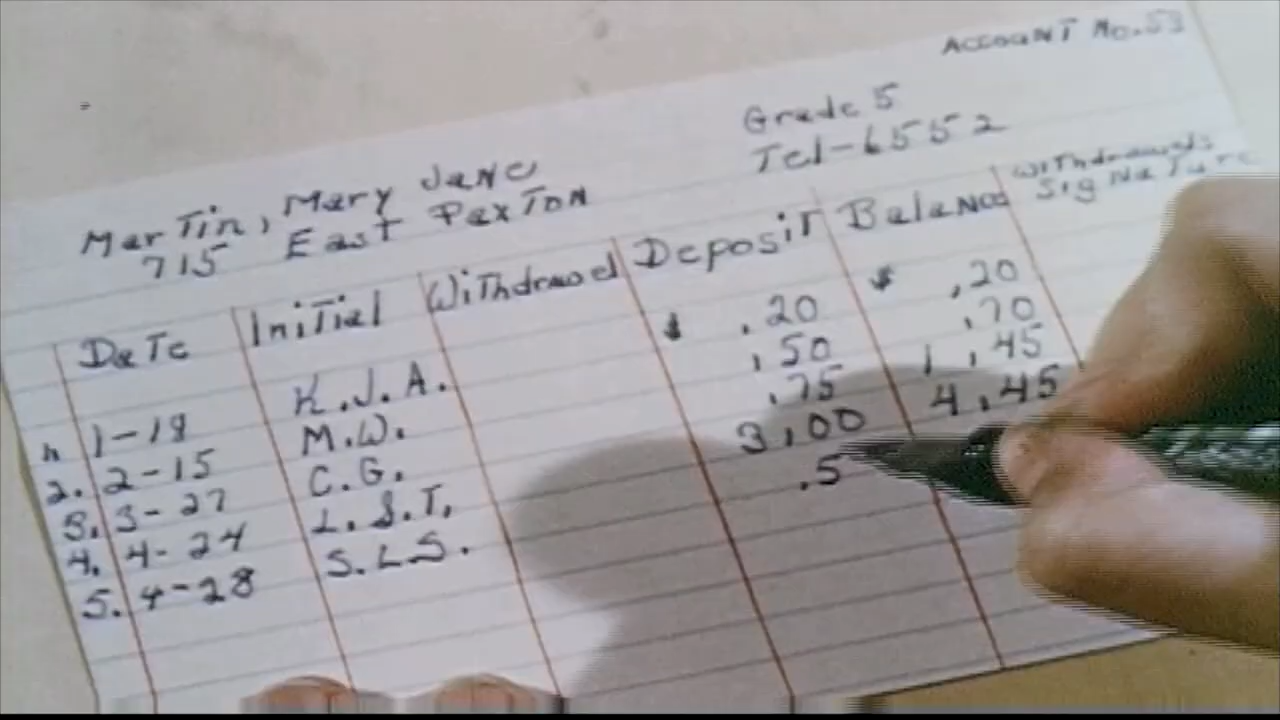 ACCOUNT No. 53
Grade 5
Tel-6552
Martin, Mary Jane
715 East Paxton
Date Initial Withdrawal Deposit Balance Withdrawals Signature
1-18 K.J.A. $ .20 $ .20
2. 2-15 M.W. .50 .70
3. 3-27 C.G. .75 1.45
4. 4-24 L.S.T. 3.00 4.45
5. 4-28 S.L.S. .5